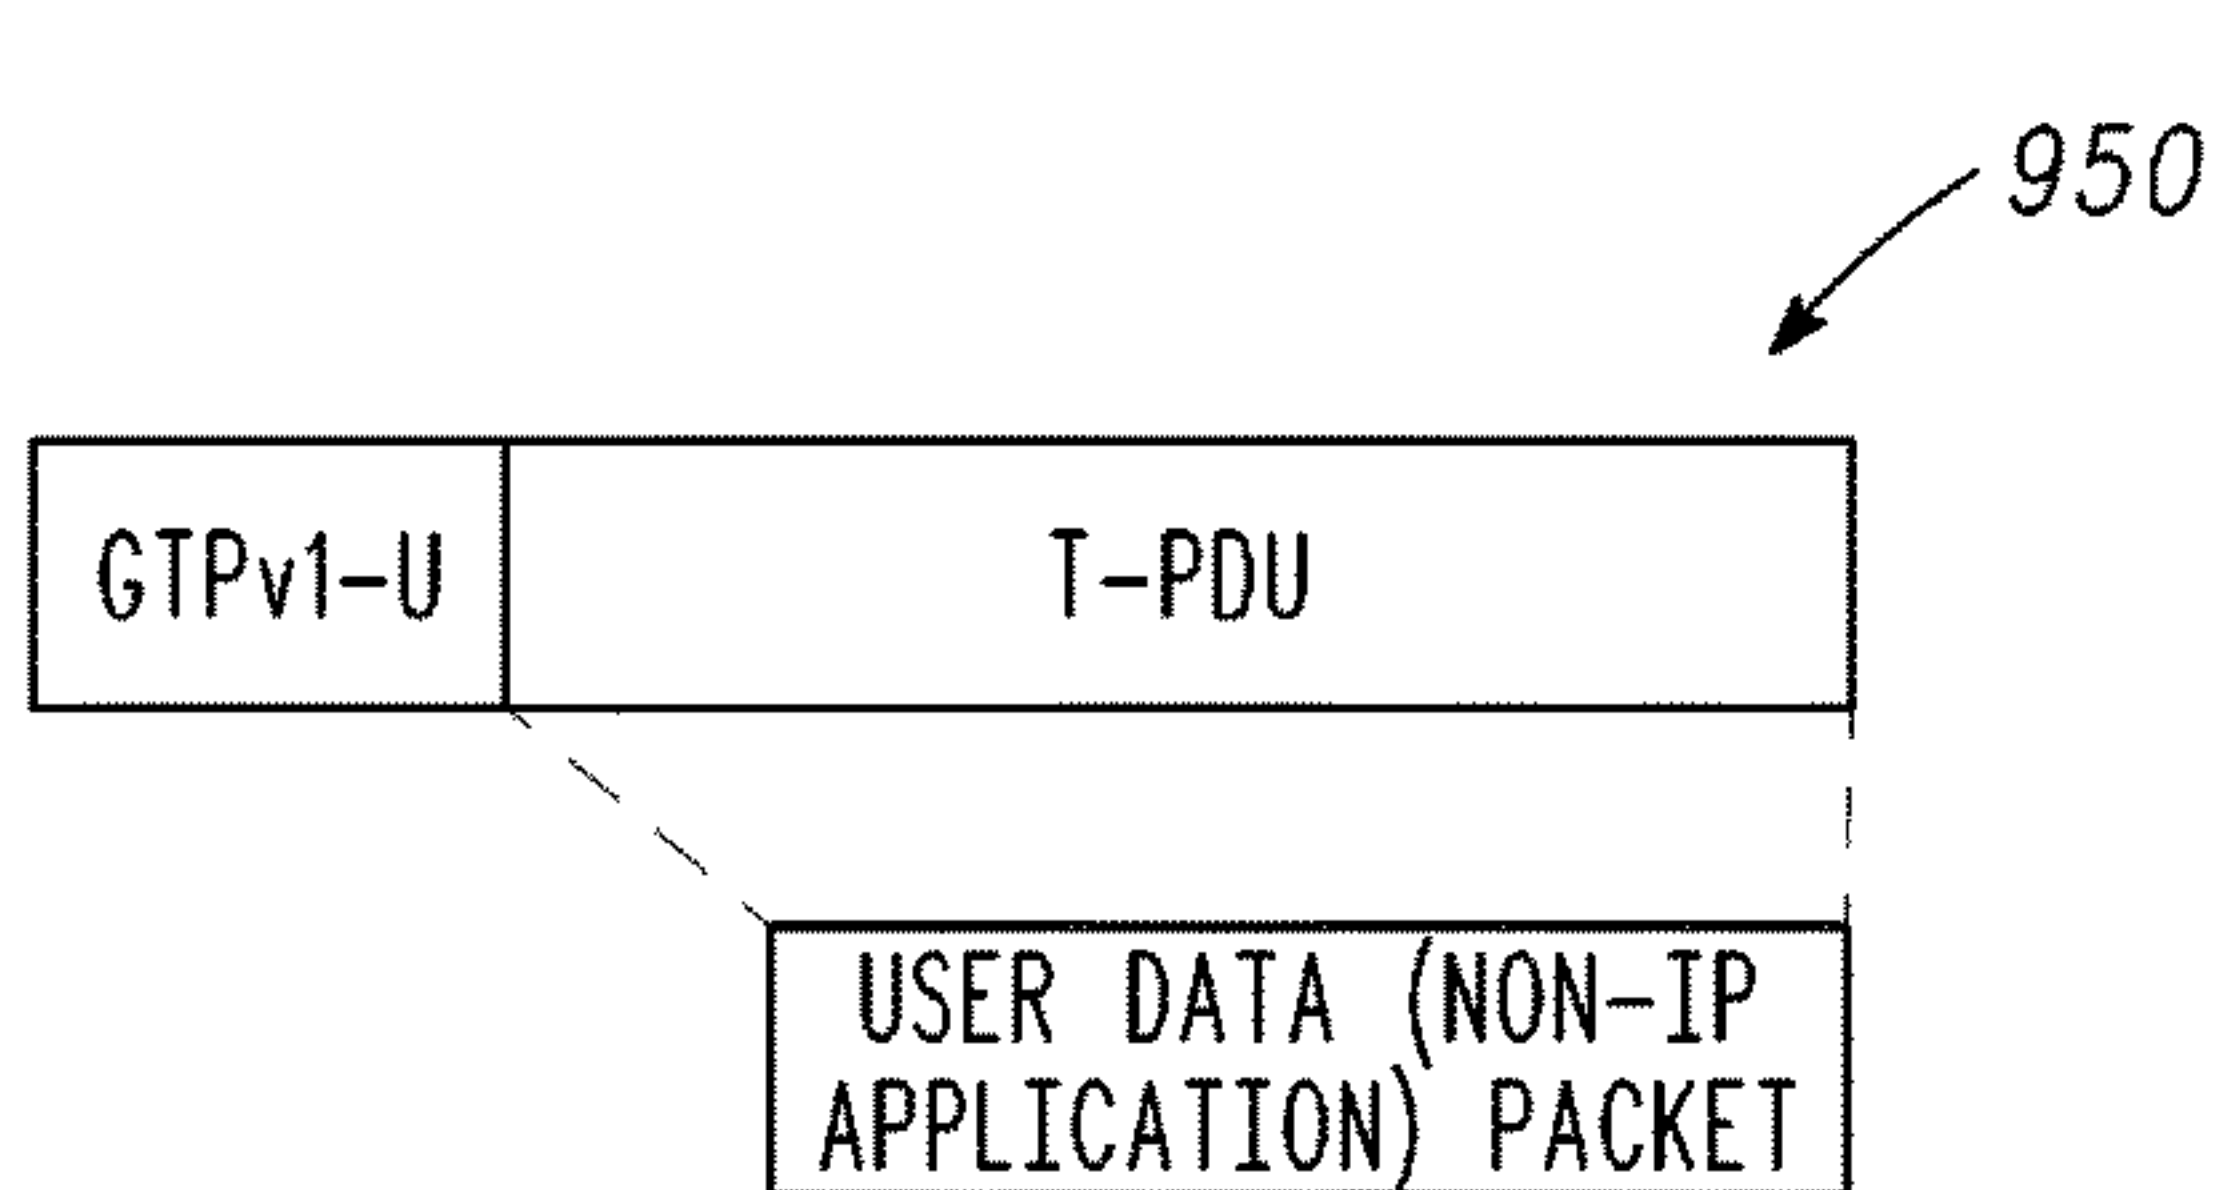 950
GTPv1-U T-PDU
USER DATA (NON-IP
APPLICATION) PACKET